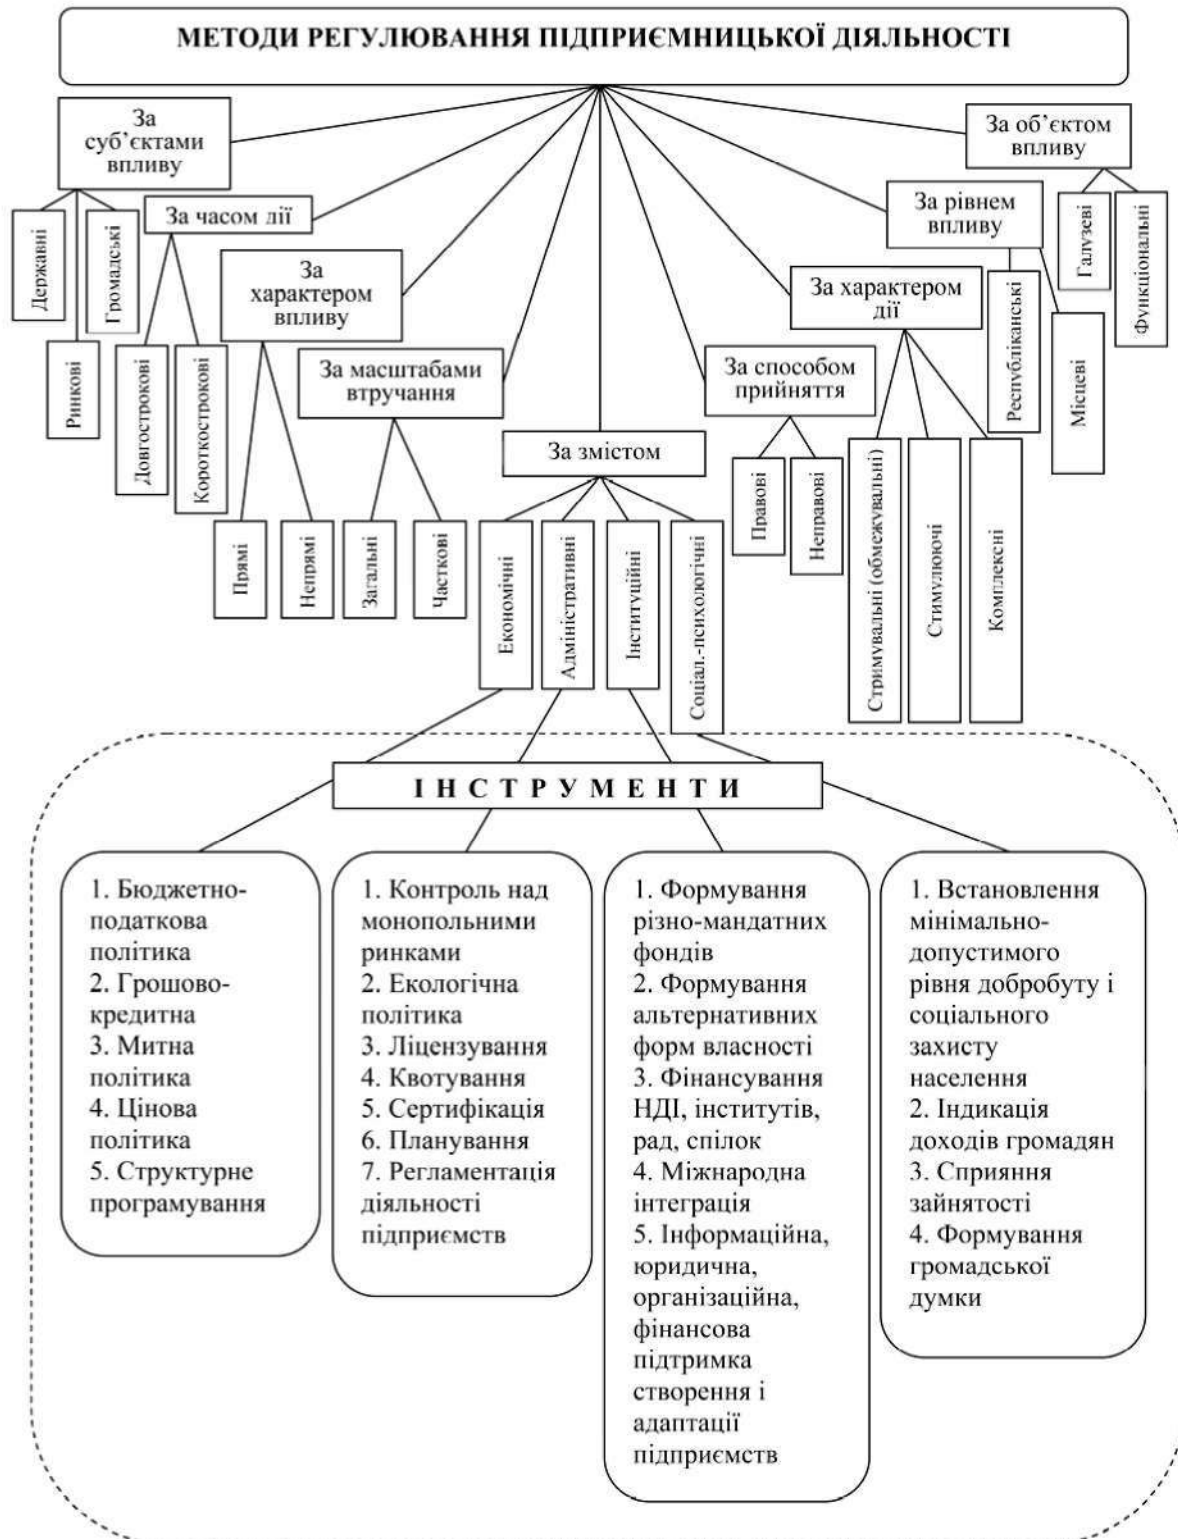 МЕТОДИ РЕГУЛЮВАННЯ ПІДПРИЄМНИЦЬКОЇ ДІЯЛЬНОСТІ
За
суб’єктами
впливу
Державні
Ринкові
Громадські
За часом дії
Довгострокові
Короткострокові
За
характером
впливу
Прямі
Непрямі
За масштабами
втручання
Загальні
Часткові
За змістом
Економічні
Адміністративні
Інституційні
Соціал.-психологічні
За способом
прийняття
Правові
Неправові
За характером
дії
Стримувальні (обмежувальні)
Стимулюючі
Комплексні
За рівнем
впливу
Республіканські
Місцеві
За об’єктом
впливу
Галузеві
Функціональні
ІНСТРУМЕНТИ
1. Бюджетно-
податкова
політика
2. Грошово-
кредитна
3. Митна
політика
4. Цінова
політика
5. Структурне
програмування
1. Контроль над
монопольними
ринками
2. Екологічна
політика
3. Ліцензування
4. Квотування
5. Сертифікація
6. Планування
7. Регламентація
діяльності
підприємств
1. Формування
різно-мандатних
фондів
2. Формування
альтернативних
форм власності
3. Фінансування
НДІ, інститутів,
рад, спілок
4. Міжнародна
інтеграція
5. Інформаційна,
юридична,
організаційна,
фінансова
підтримка
створення і
адаптації
підприємств
1. Встановлення
мінімально-
допустимого
рівня добробуту і
соціального
захисту
населення
2. Індикація
доходів громадян
3. Сприяння
зайнятості
4. Формування
громадської
думки